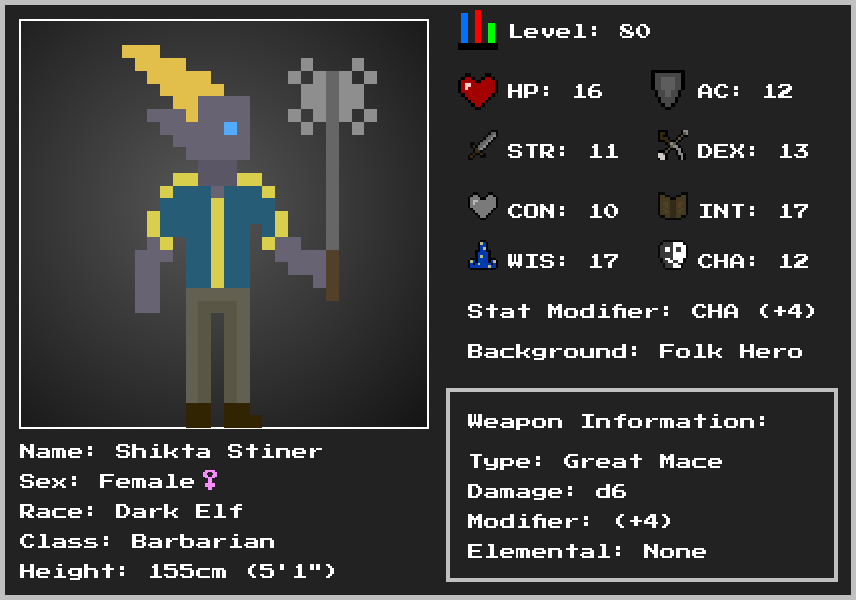 Level: 80
HP: 16
AC: 12
STR: 11
DEX: 13
CON: 10
INT: 17
WIS: 17
CHA: 12
Stat Modifier: CHA (+4)
Background: Folk Hero
Name: Shikta Stiner
Sex: Female♀
Race: Dark Elf
Class: Barbarian
Height: 155cm (5'1")
Weapon Information:
Type: Great Mace
Damage: d6
Modifier: (+4)
Elemental: None